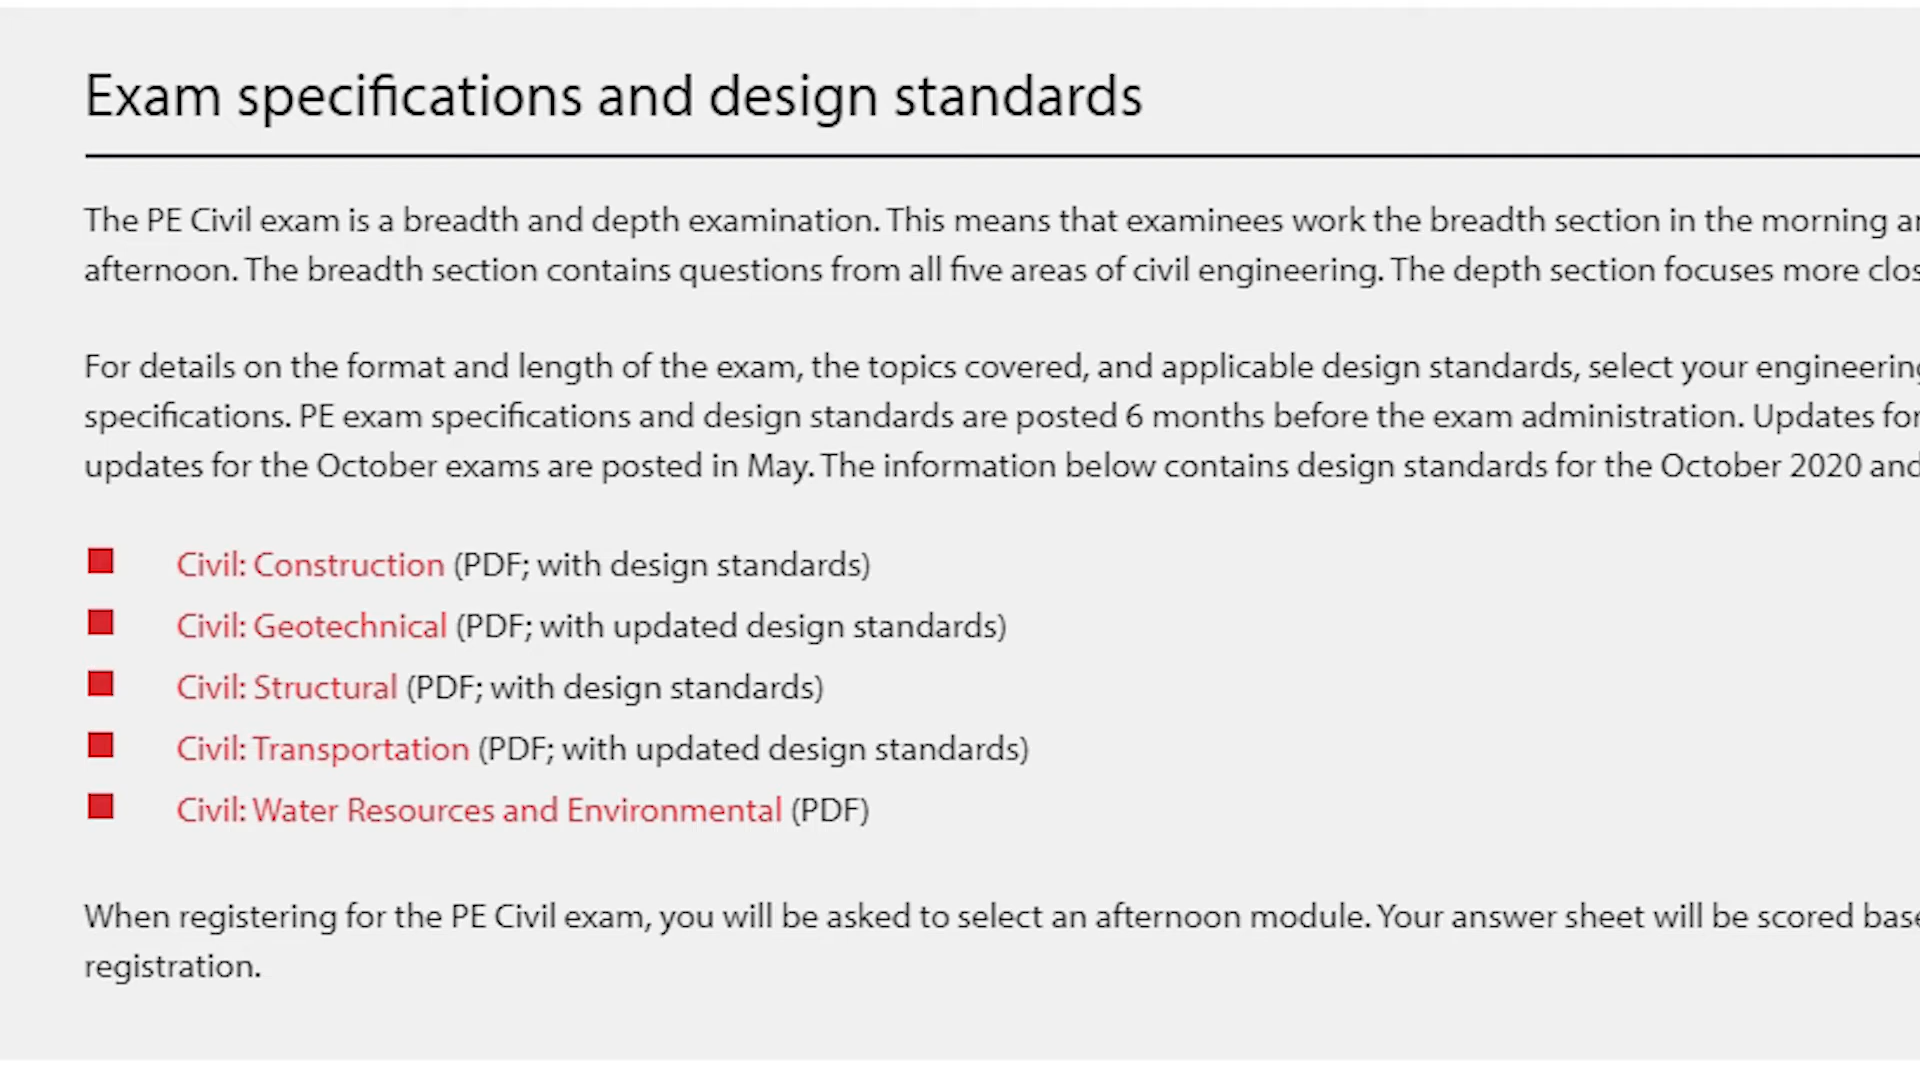 Exam specifications and design standards
The PE Civil exam is a breadth and depth examination. This means that examinees work the breadth section in the morning
afternoon. The breadth section contains questions from all five areas of civil engineering. The depth section focuses more
For details on the format and length of the exam, the topics covered, and applicable design standards, select your engineering
specifications. PE exam specifications and design standards are posted 6 months before the exam administration. Updates for
updates for the October exams are posted in May. The information below contains design standards for the October 2020 and
Civil: Construction (PDF; with design standards)
Civil: Geotechnical (PDF; with updated design standards)
Civil: Structural (PDF; with design standards)
Civil: Transportation (PDF; with updated design standards)
Civil: Water Resources and Environmental (PDF)
When registering for the PE Civil exam, you will be asked to select an afternoon module. Your answer sheet will be scored
registration.